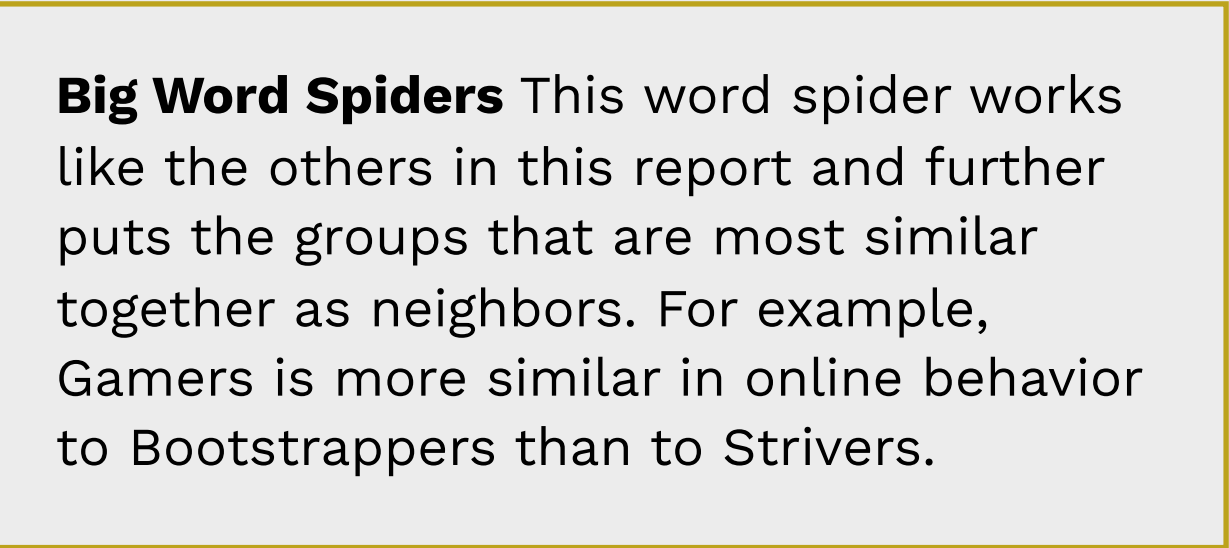 Big Word Spiders This word spider works
like the others in this report and further
puts the groups that are most similar
together as neighbors. For example,
Gamers is more similar in online behavior
to Bootstrappers than to Strivers.